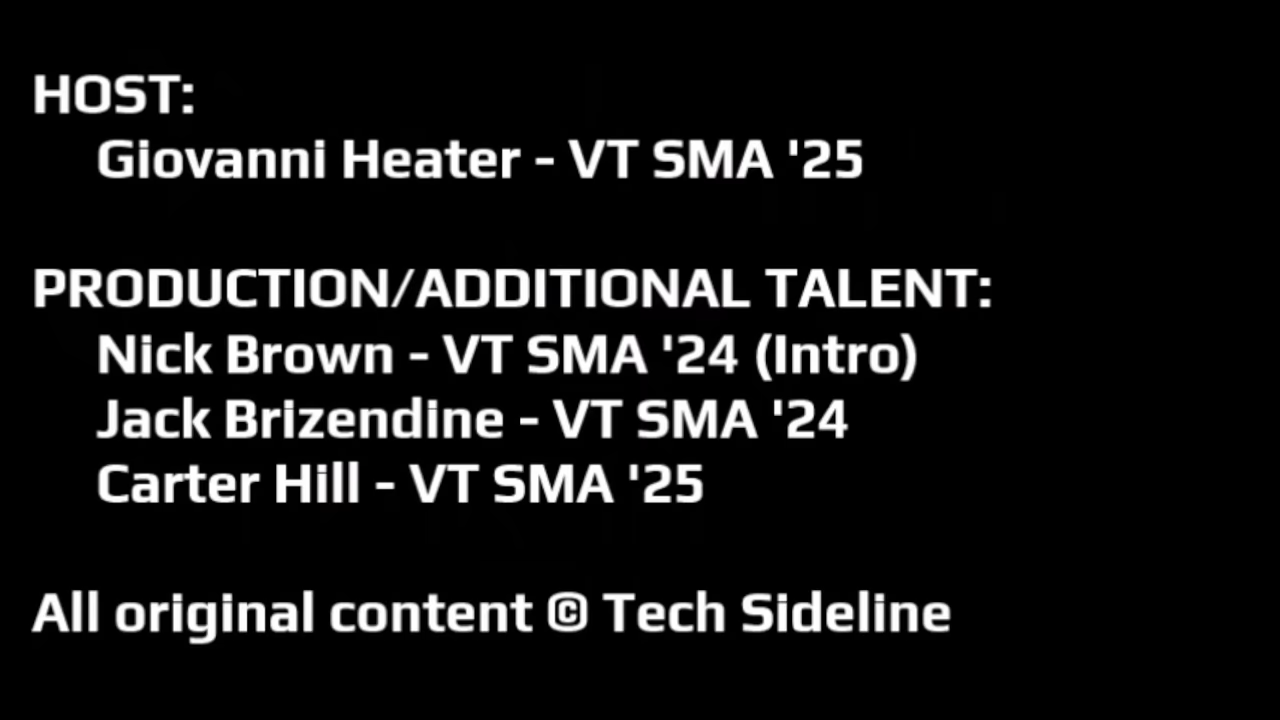 HOST:
Giovanni Heater - VT SMA '25
PRODUCTION/ADDITIONAL TALENT:
Nick Brown - VT SMA '24 (Intro)
Jack Brizendine - VT SMA '24
Carter Hill - VT SMA '25
All original content © Tech Sideline